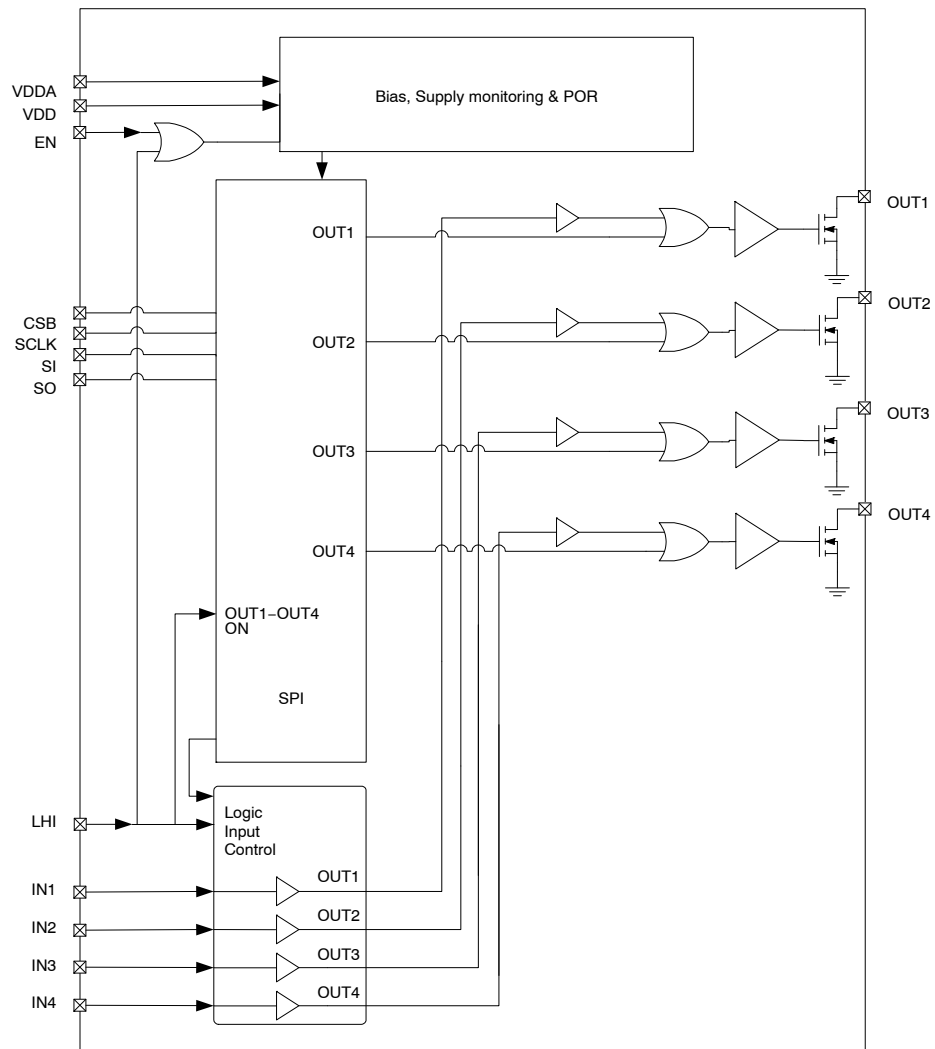 VDDA
VDD
EN
Bias, Supply monitoring & POR
CSB
SCLK
SI
SO
OUT1
OUT2
OUT3
OUT4
OUT1–OUT4
ON
SPI
OUT1
OUT2
OUT3
OUT4
LHI
IN1
IN2
IN3
IN4
Logic
Input
Control
OUT1
OUT2
OUT3
OUT4